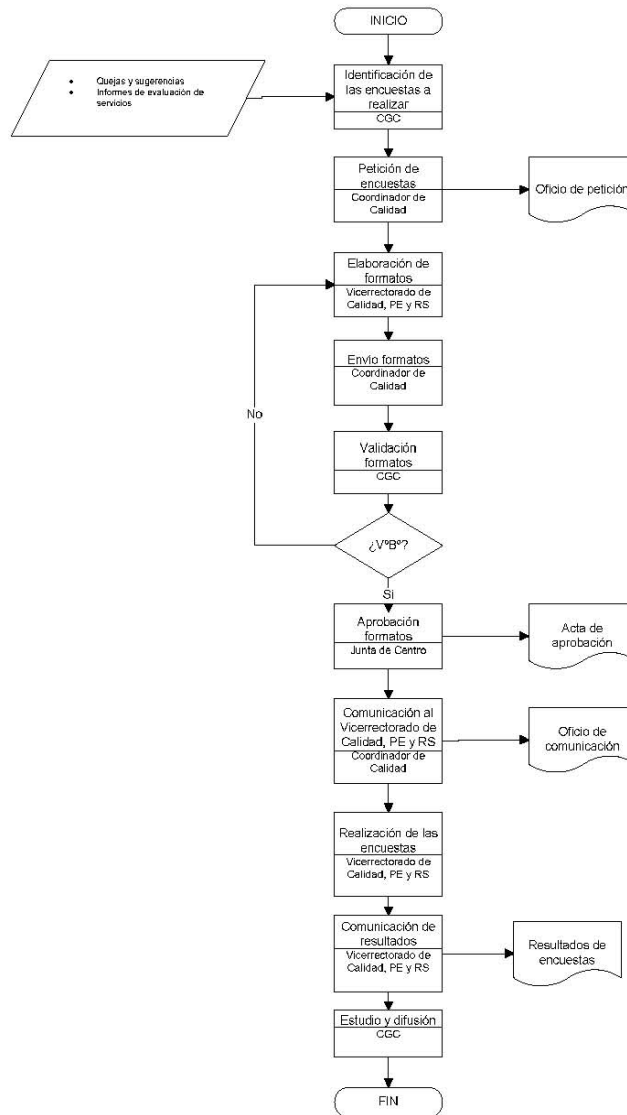 INICIO
• Quejas y sugerencias
• Informes de evaluación de
servicios
Identificación de
las encuestas a
realizar
CGC
Petición de
encuestas
Coordinador de
Calidad
Oficio de petición
Elaboración de
formatos
Vicerrectorado de
Calidad, PE y RS
Envío formatos
Coordinador de
Calidad
No
Validación
formatos
CGC
¿VºBº?
Si
Aprobación
formatos
Junta de Centro
Acta de
aprobación
Comunicación al
Vicerrectorado de
Calidad, PE y RS
Coordinador de
Calidad
Oficio de
comunicación
Realización de las
encuestas
Vicerrectorado de
Calidad, PE y RS
Comunicación de
resultados
Vicerrectorado de
Calidad, PE y RS
Resultados de
encuestas
Estudio y difusión
CGC
FIN